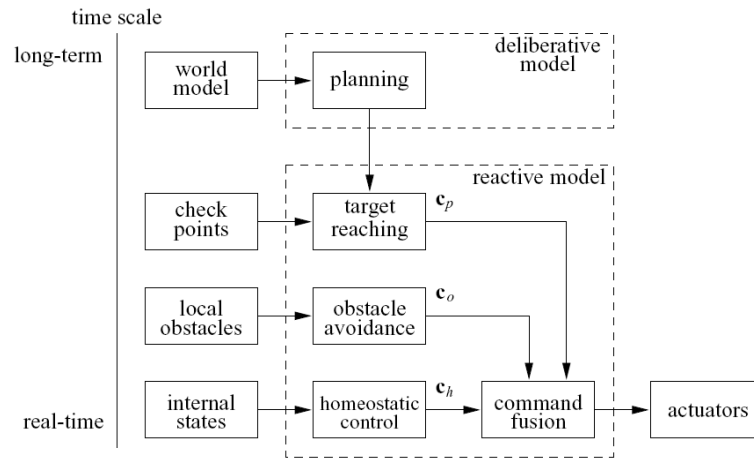 time scale
long-term
world
model
planning
deliberative
model
reactive model
check
points
target
reaching
c_p
local
obstacles
obstacle
avoidance
c_o
real-time
internal
states
homeostatic
control
c_h
command
fusion
actuators